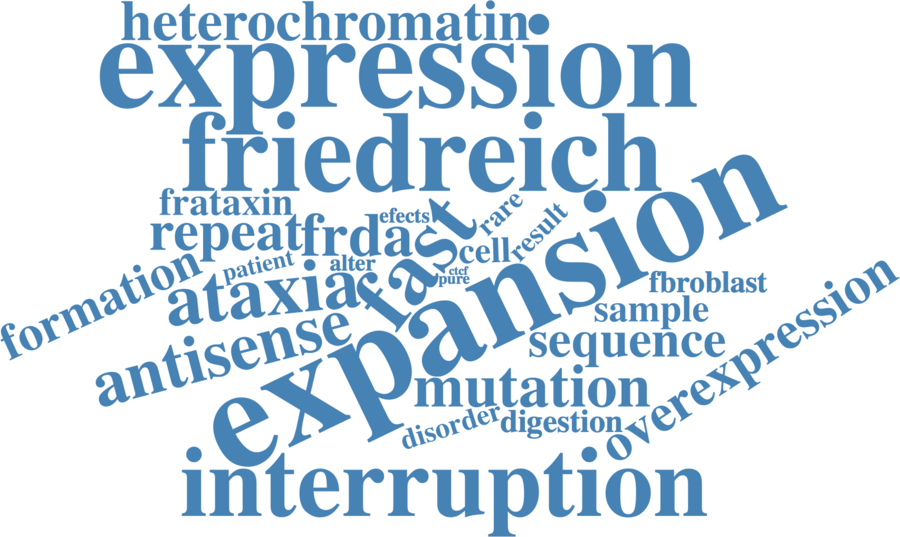 heterochromatin
expression
friedreich
frataxin
efects
rare
repeat
frda
fast
cell
result
patient
alter
ctcf
pure
formation
ataxia
fbroblast
sample
antisense
expansion
sequence
mutation
overexpression
disorder
digestion
interruption